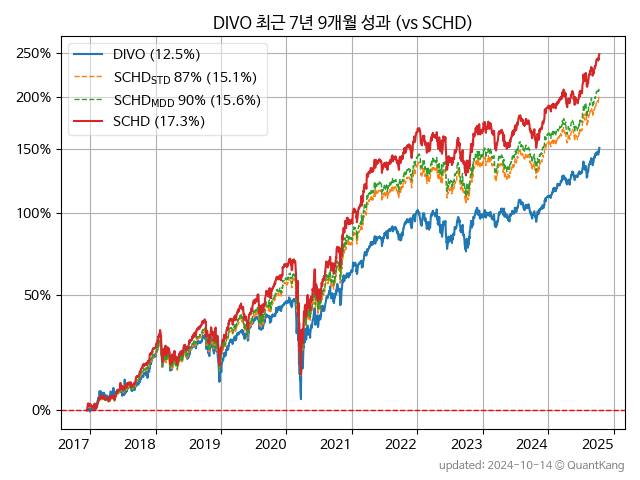 DIVO 최근 7년 9개월 성과 (vs SCHD)
250%
200%
150%
100%
50%
0%
DIVO (12.5%)
SCHD_STD 87% (15.1%)
SCHD_MDD 90% (15.6%)
SCHD (17.3%)
2017 2018 2019 2020 2021 2022 2023 2024 2025
updated: 2024-10-14 © QuantKang